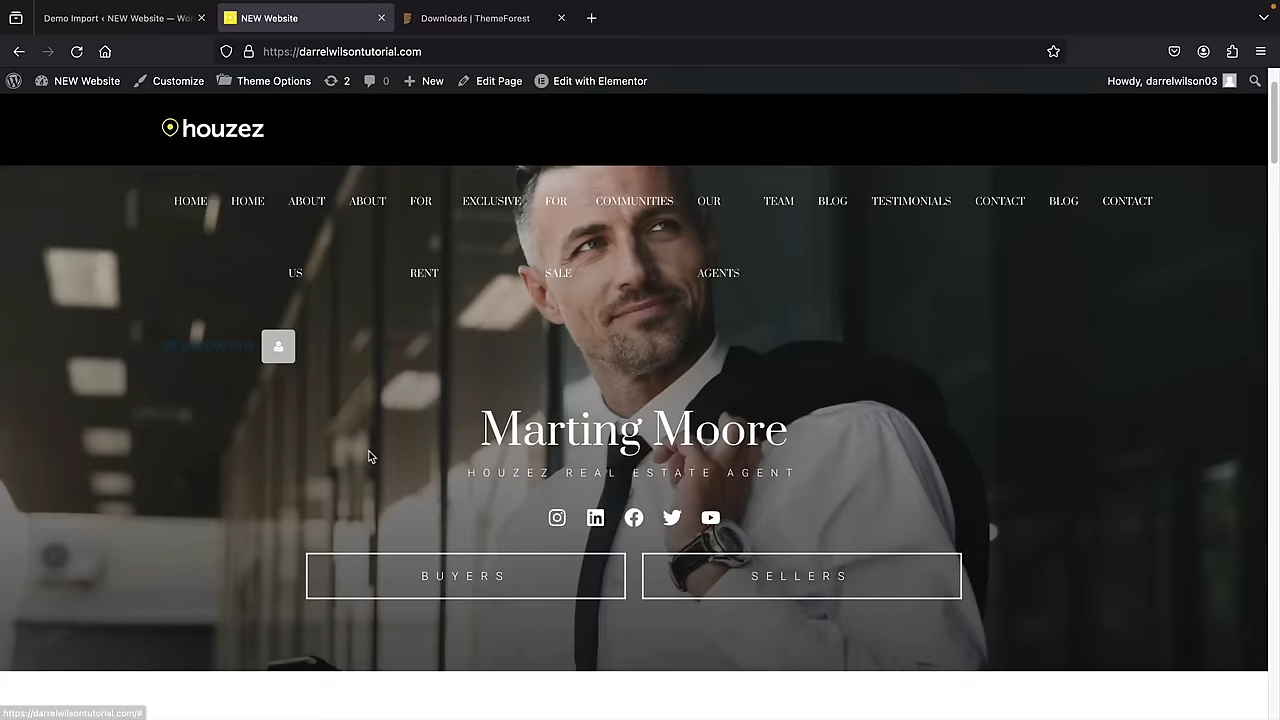 Demo Import ‹ NEW Website — Wor
NEW Website
Downloads | ThemeForest
https://darrelwilsontutorial.com
NEW Website
Customize
Theme Options
2
0
New
Edit Page
Edit with Elementor
Howdy, darrelwilson03
houzez
HOME HOME ABOUT ABOUT FOR EXCLUSIVE FOR COMMUNITIES OUR TEAM BLOG TESTIMONIALS CONTACT BLOG CONTACT
US RENT SALE AGENTS
Marting Moore
HOUZEZ REAL ESTATE AGENT
BUYERS
SELLERS
https://darrelwilsontutorial.com/#